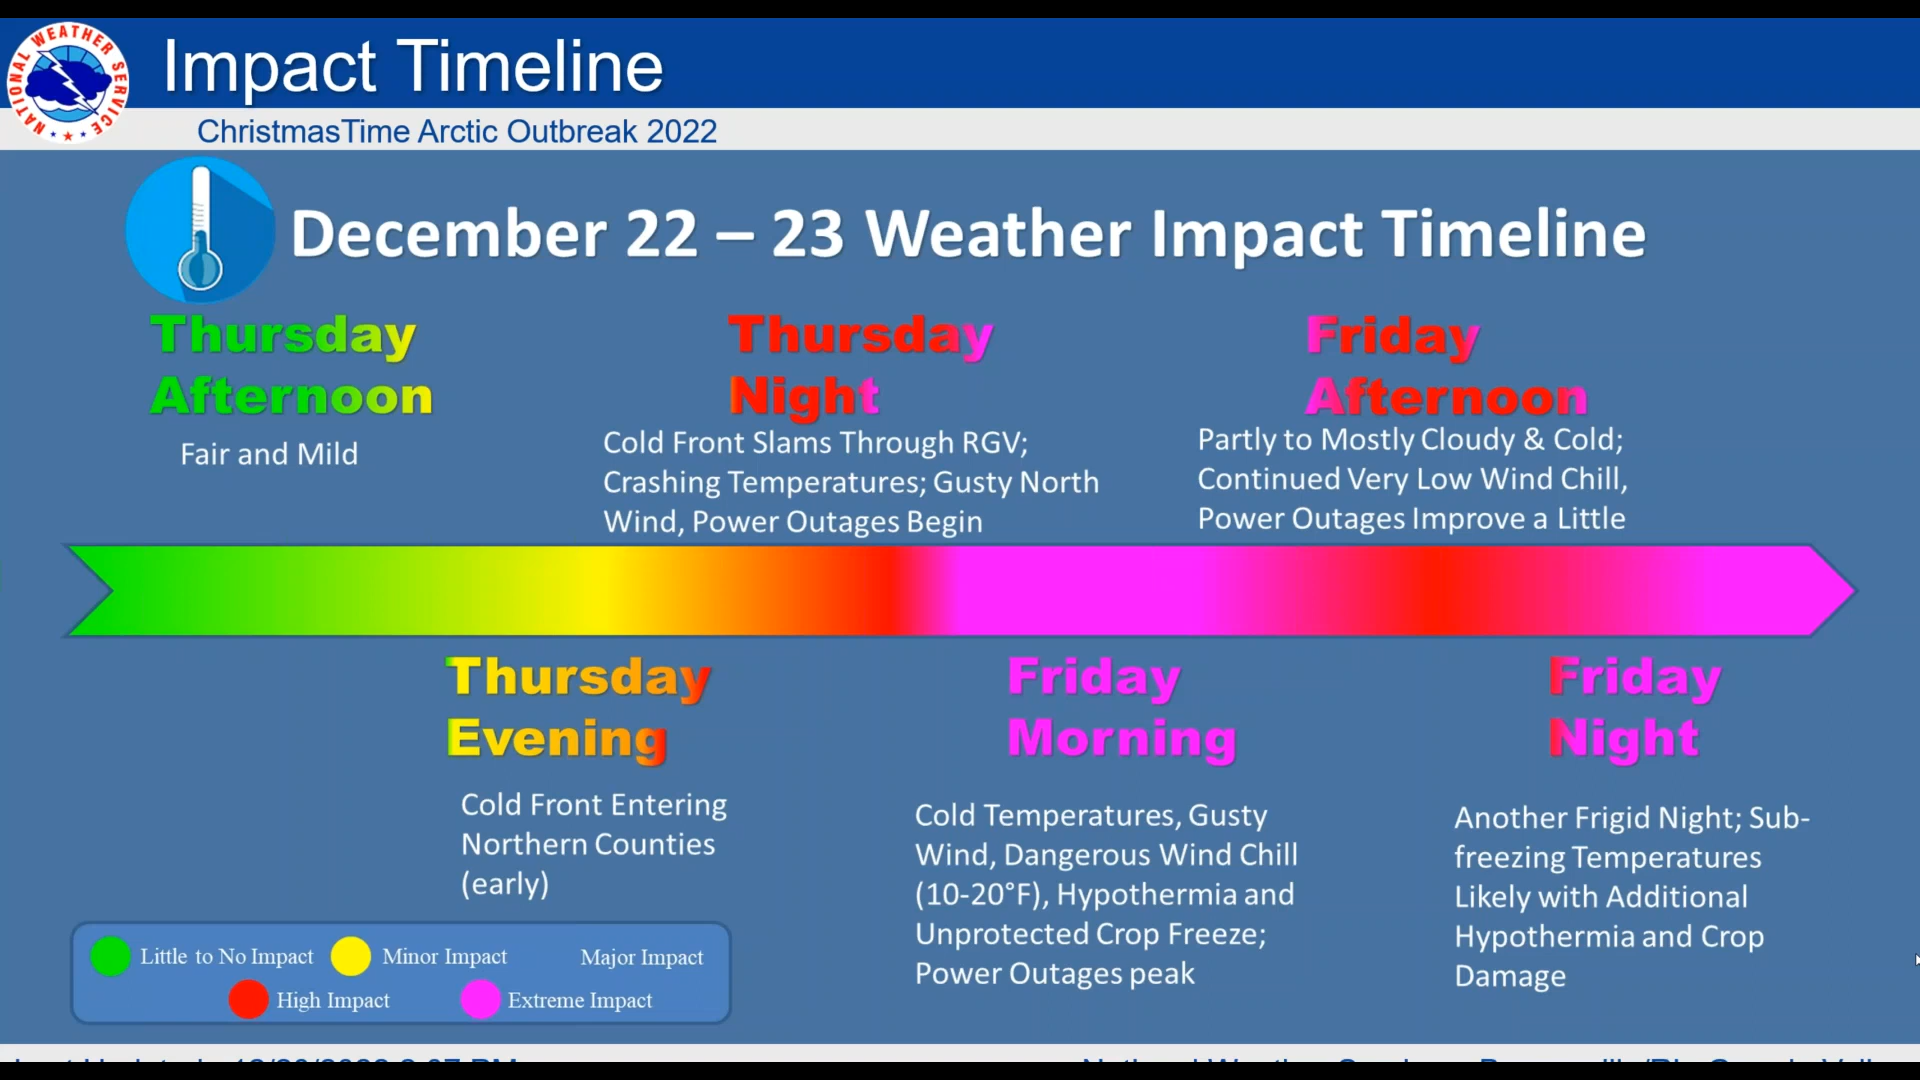 NATIONAL WEATHER SERVICE
Impact Timeline
ChristmasTime Arctic Outbreak 2022
December 22 – 23 Weather Impact Timeline
Thursday
Afternoon
Fair and Mild
Thursday
Night
Cold Front Slams Through RGV;
Crashing Temperatures; Gusty North
Wind, Power Outages Begin
Friday
Afternoon
Partly to Mostly Cloudy & Cold;
Continued Very Low Wind Chill,
Power Outages Improve a Little
Thursday
Evening
Cold Front Entering
Northern Counties
(early)
Friday
Morning
Cold Temperatures, Gusty
Wind, Dangerous Wind Chill
(10-20°F), Hypothermia and
Unprotected Crop Freeze;
Power Outages peak
Friday
Night
Another Frigid Night; Sub-
freezing Temperatures
Likely with Additional
Hypothermia and Crop
Damage
Little to No Impact Minor Impact Major Impact
High Impact Extreme Impact